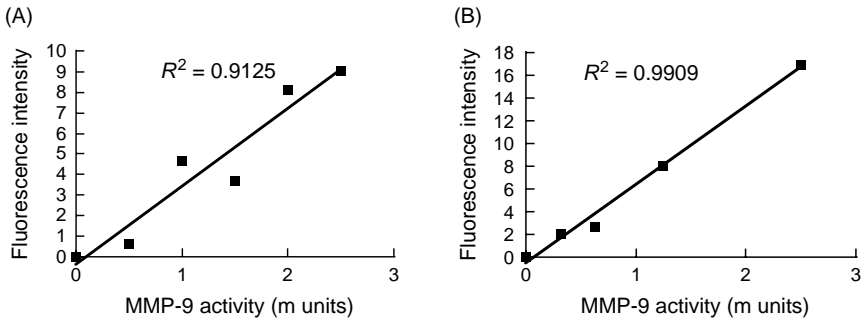 (A)
Fluorescence intensity
10
9
8
7
6
5
4
3
2
1
0
R² = 0.9125
0 1 2 3
MMP-9 activity (m units)
(B)
Fluorescence intensity
18
16
14
12
10
8
6
4
2
0
R² = 0.9909
0 1 2 3
MMP-9 activity (m units)